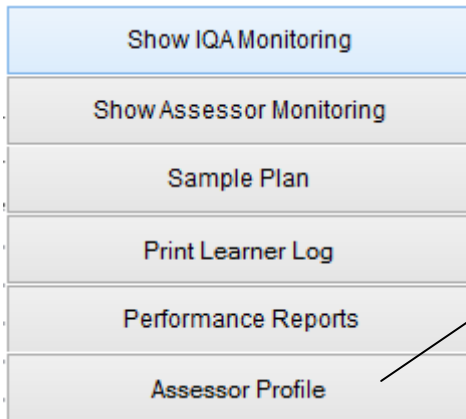 Show IQA Monitoring
Show Assessor Monitoring
Sample Plan
Print Learner Log
Performance Reports
Assessor Profile